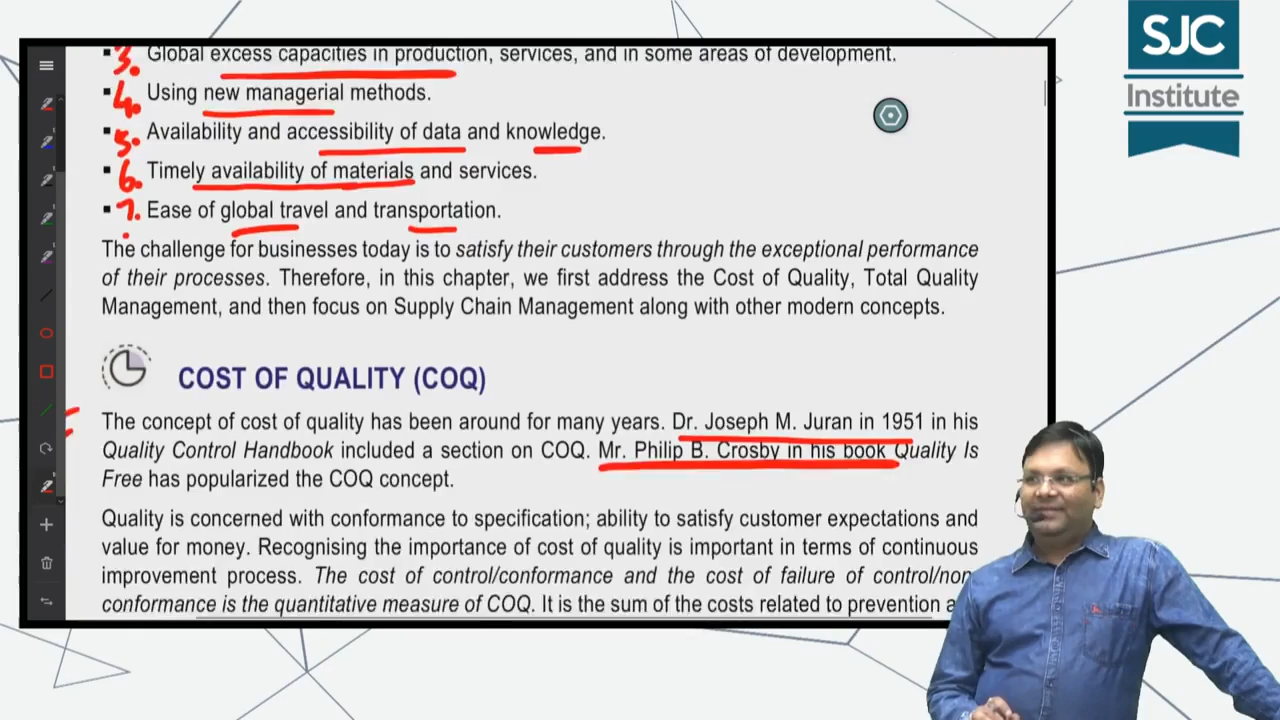 SJC
Institute
3. Global excess capacities in production, services, and in some areas of development.
4. Using new managerial methods.
5. Availability and accessibility of data and knowledge.
6. Timely availability of materials and services.
7. Ease of global travel and transportation.
The challenge for businesses today is to satisfy their customers through the exceptional performance
of their processes. Therefore, in this chapter, we first address the Cost of Quality, Total Quality
Management, and then focus on Supply Chain Management along with other modern concepts.
COST OF QUALITY (COQ)
The concept of cost of quality has been around for many years. Dr. Joseph M. Juran in 1951 in his
Quality Control Handbook included a section on COQ. Mr. Philip B. Crosby in his book Quality Is
Free has popularized the COQ concept.
Quality is concerned with conformance to specification; ability to satisfy customer expectations and
value for money. Recognising the importance of cost of quality is important in terms of continuous
improvement process. The cost of control/conformance and the cost of failure of control/non
conformance is the quantitative measure of COQ. It is the sum of the costs related to prevention a